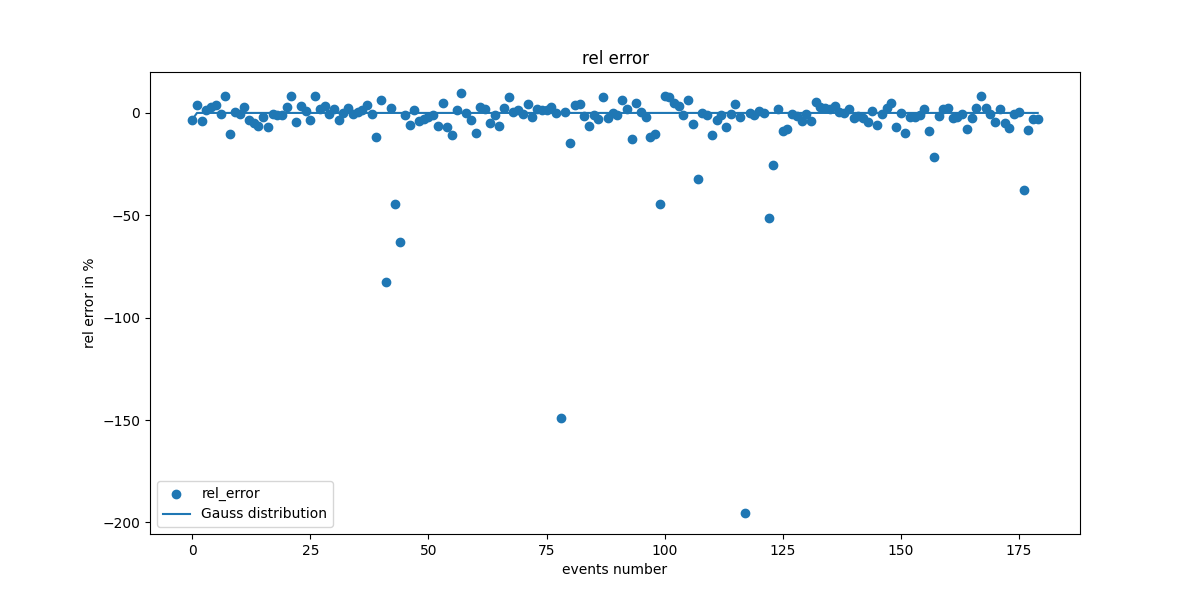 rel error
0
−50
−100
−150
−200
rel error in %
rel_error
Gauss distribution
0 25 50 75 100 125 150 175
events number